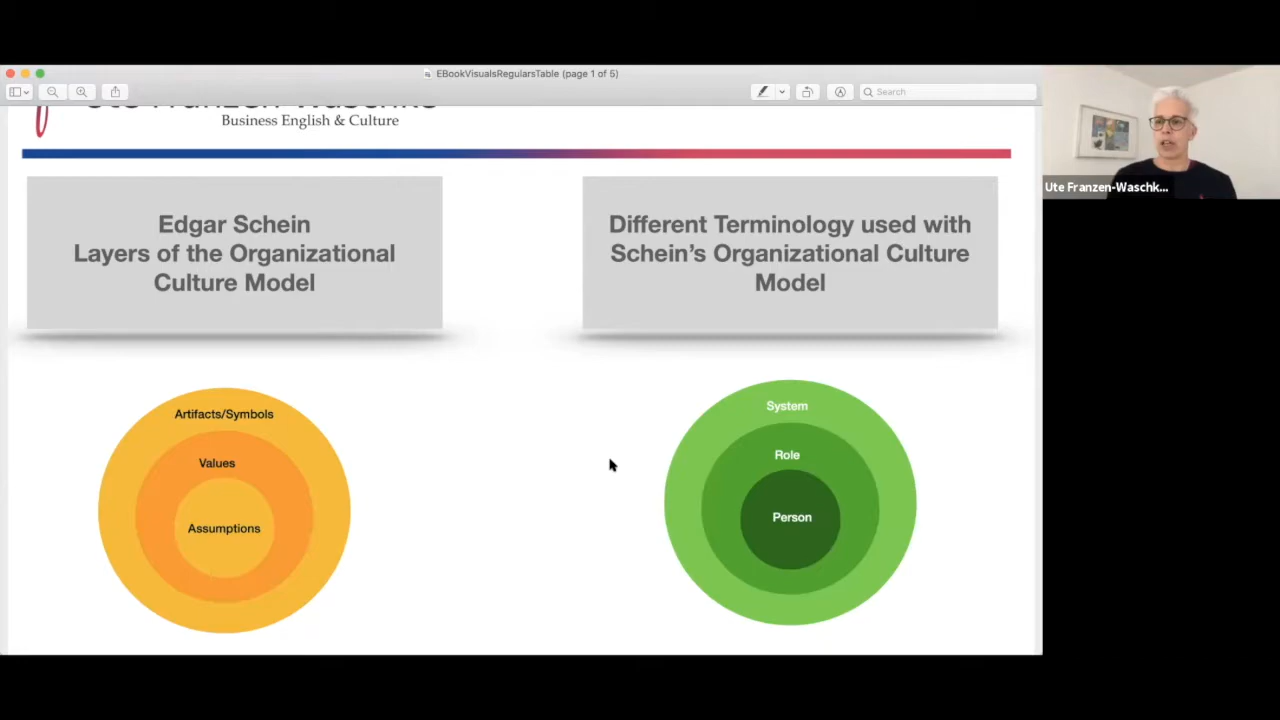 EBookVisualsRegularsTable (page 1 of 5)
Search
Business English & Culture
Edgar Schein
Layers of the Organizational
Culture Model
Different Terminology used with
Schein's Organizational Culture
Model
Artifacts/Symbols
Values
Assumptions
System
Role
Person
Ute Franzen-Waschk...